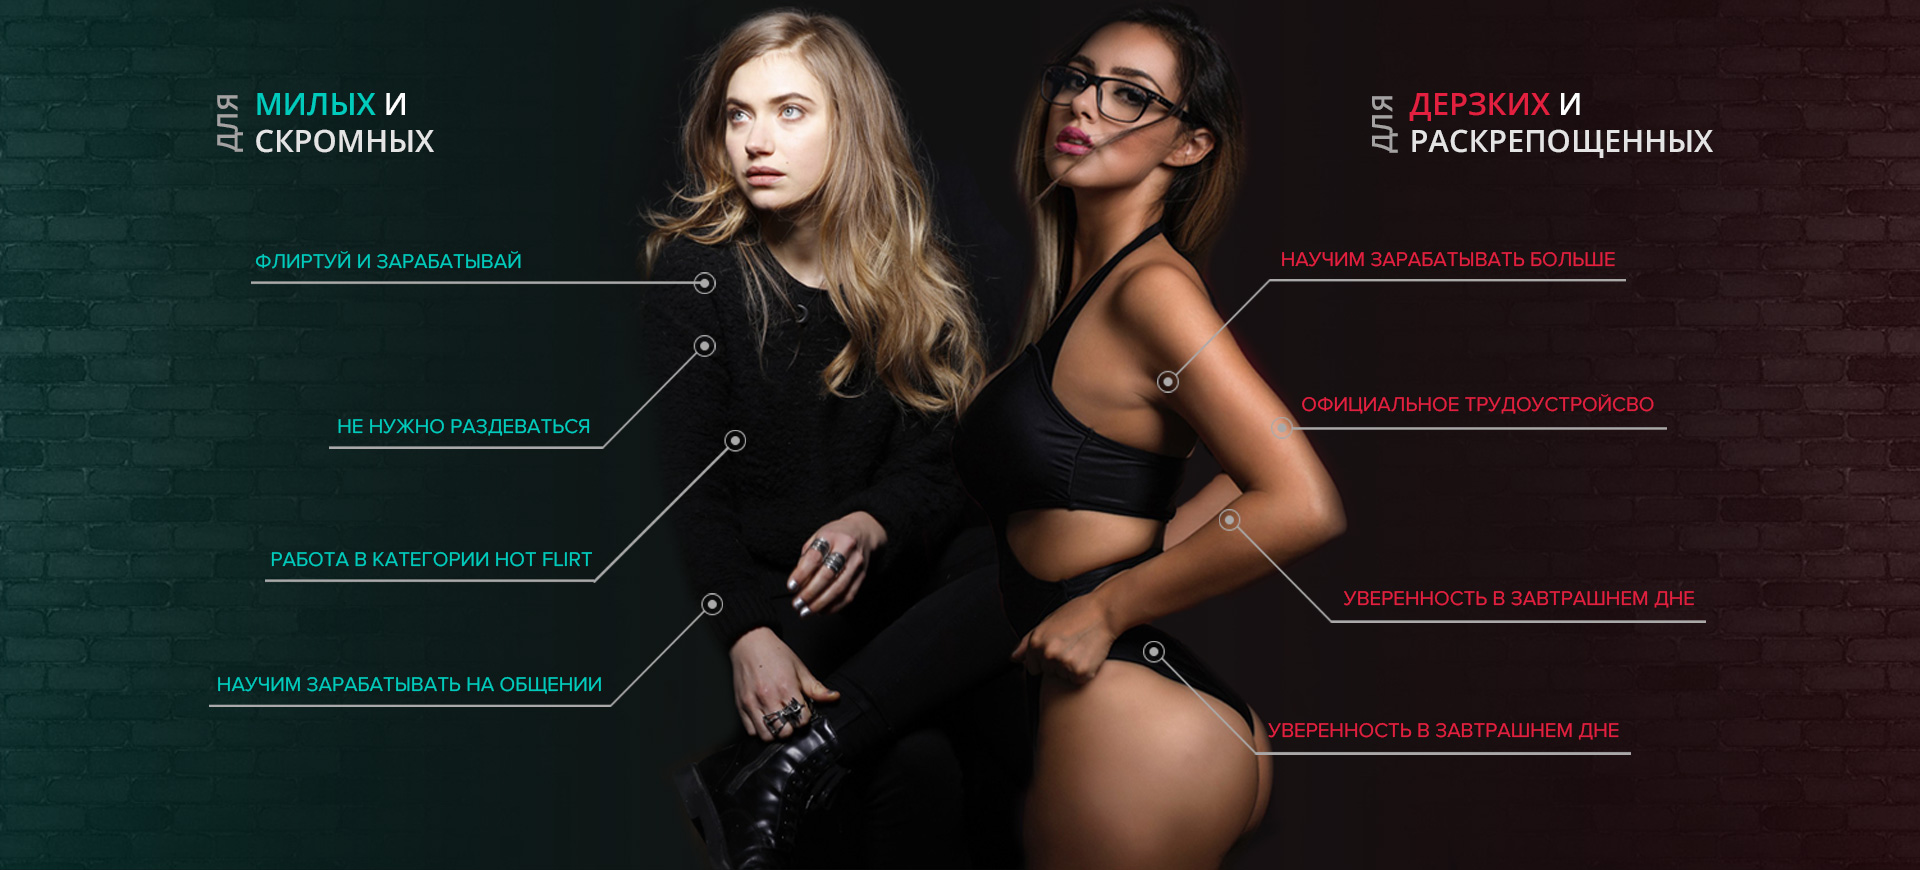 ДЛЯ
МИЛЫХ И
СКРОМНЫХ
ФЛИРТУЙ И ЗАРАБАТЫВАЙ
НЕ НУЖНО РАЗДЕВАТЬСЯ
РАБОТА В КАТЕГОРИИ HOT FLIRT
НАУЧИМ ЗАРАБАТЫВАТЬ НА ОБЩЕНИИ
ДЛЯ
ДЕРЗКИХ И
РАСКРЕПОЩЕННЫХ
НАУЧИМ ЗАРАБАТЫВАТЬ БОЛЬШЕ
ОФИЦИАЛЬНОЕ ТРУДОУСТРОЙСВО
УВЕРЕННОСТЬ В ЗАВТРАШНЕМ ДНЕ
УВЕРЕННОСТЬ В ЗАВТРАШНЕМ ДНЕ